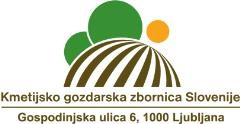 Kmetijsko gozdarska zbornica Slovenije
Gospodinjska ulica 6, 1000 Ljubljana